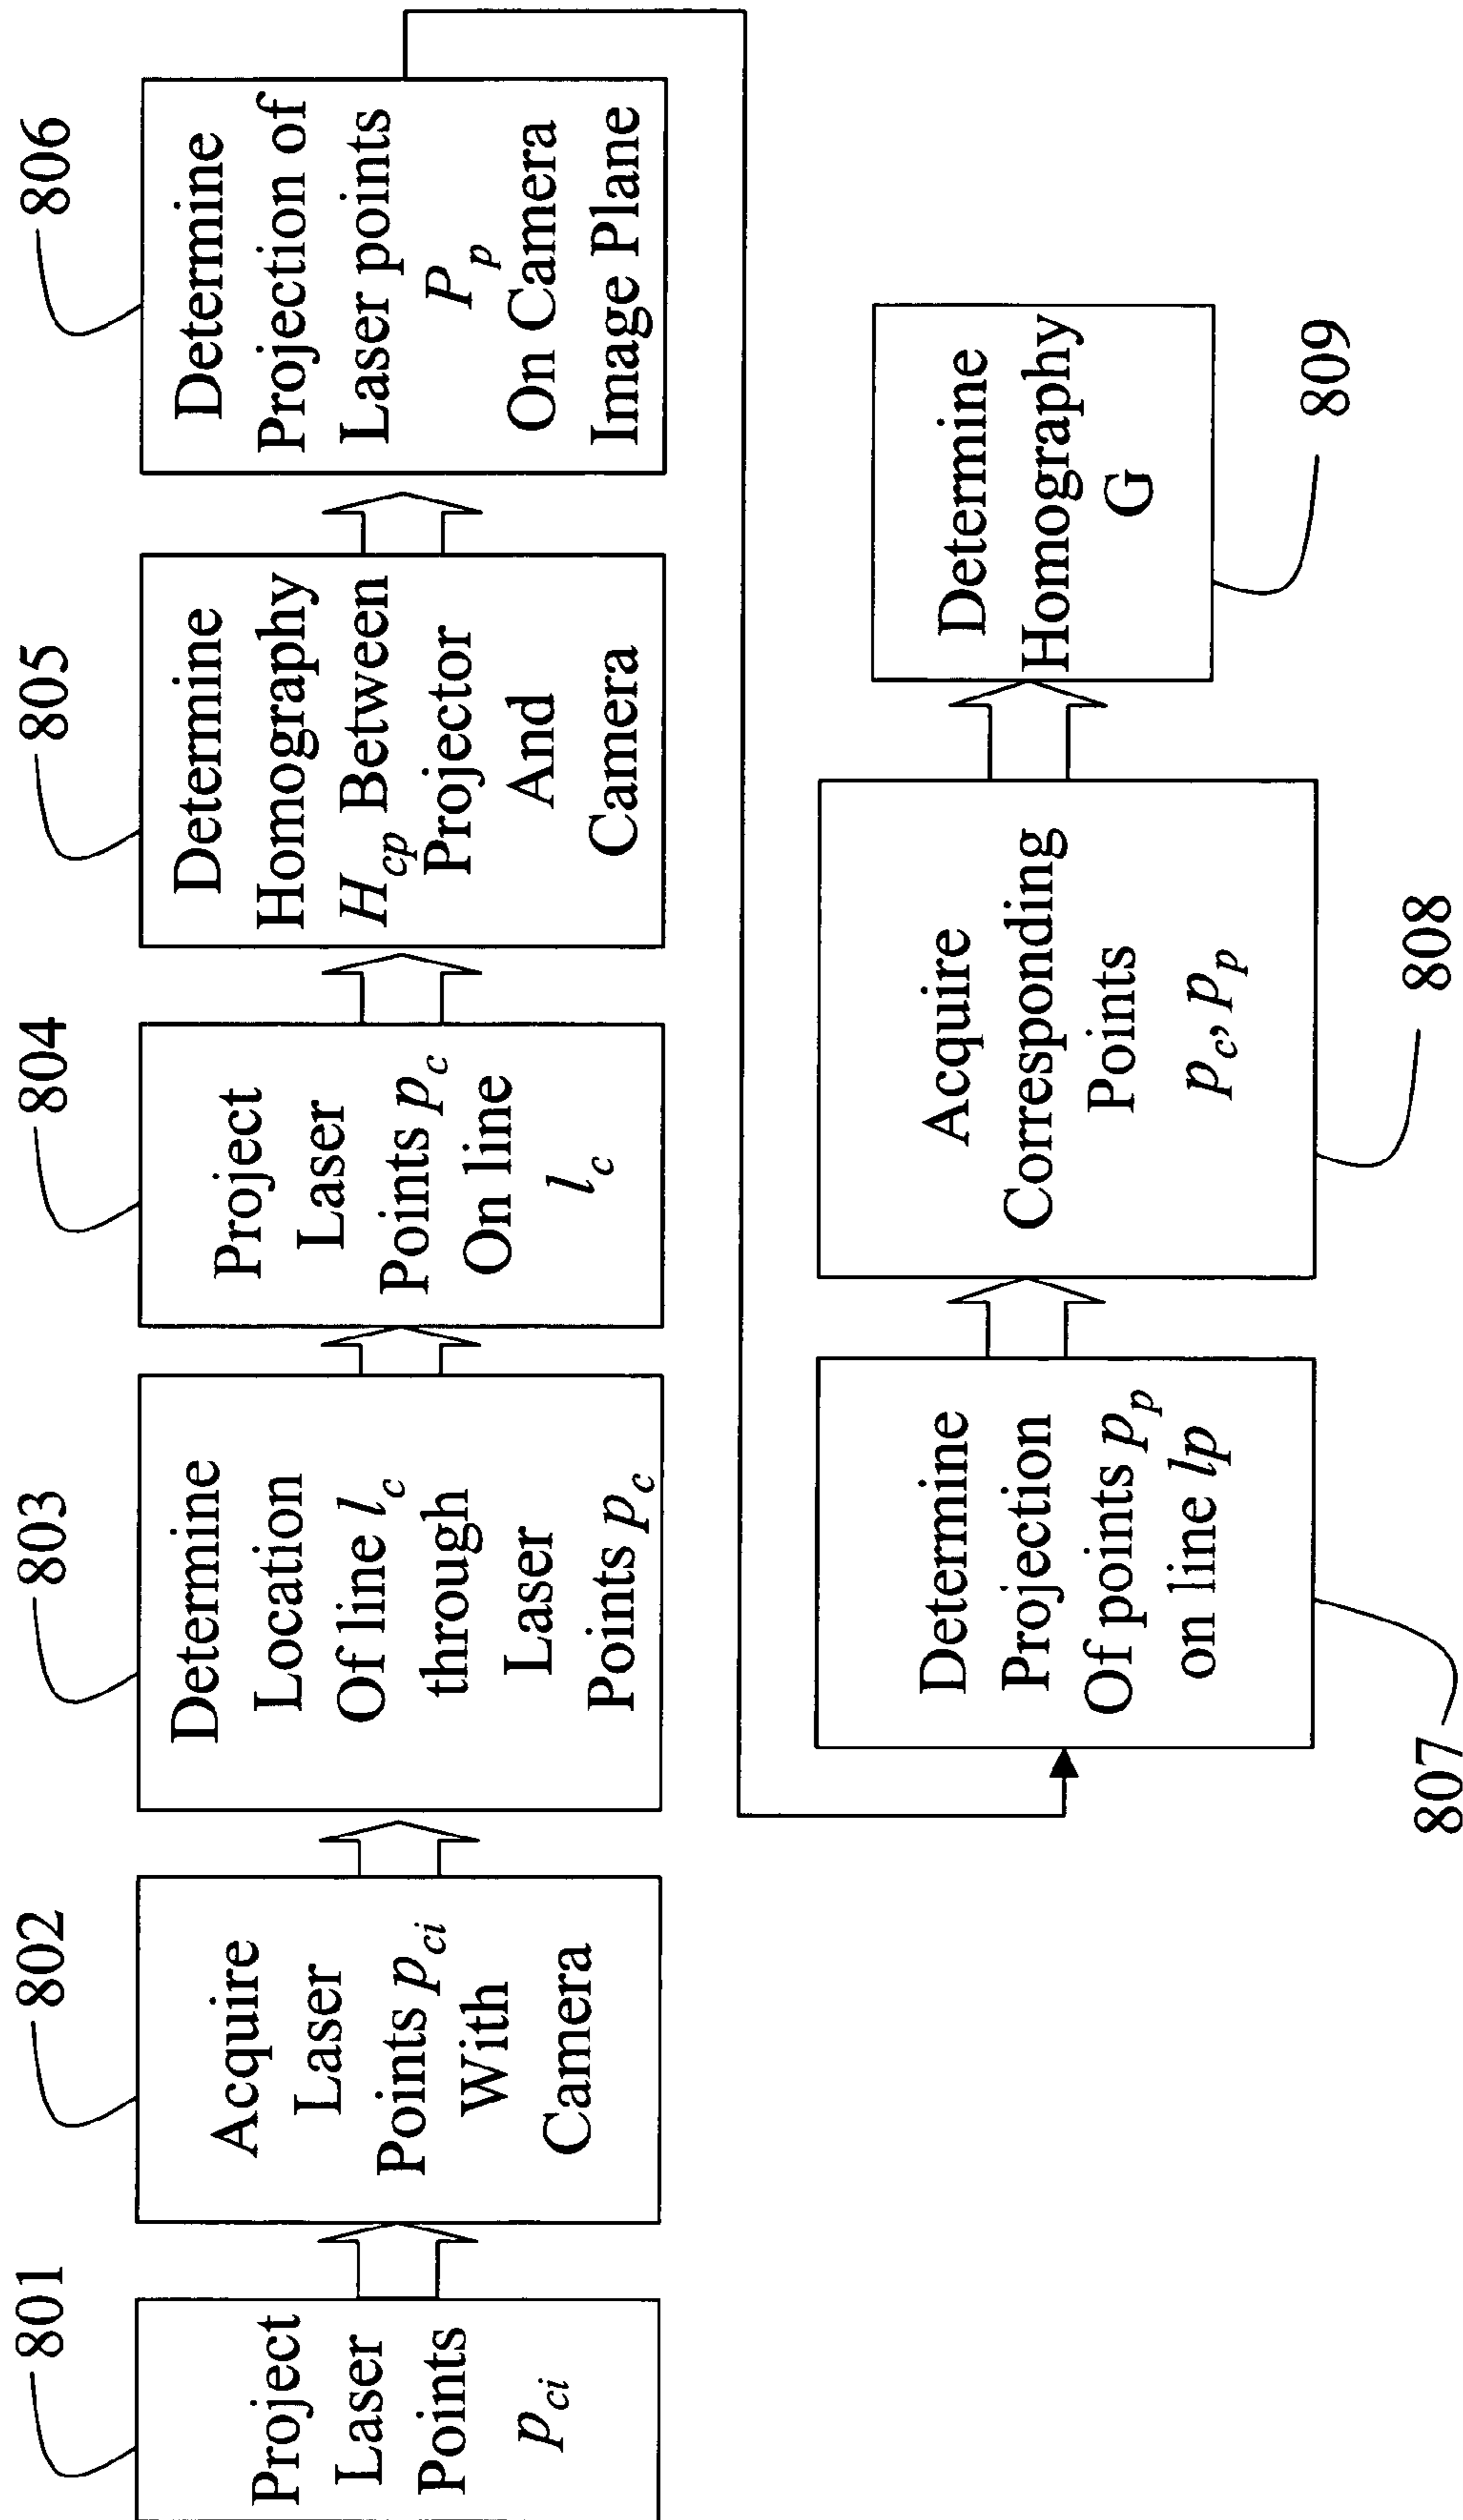 801
Project
Laser
Points
p_ci
802
Acquire
Laser
Points p_ci
With
Camera
803
Determine
Location
Of line l_c
through
Laser
Points p_c
804
Project
Laser
Points p_c
On line
l_c
805
Determine
Homography
H_cp Between
Projector
And
Camera
806
Determine
Projection of
Laser points
P_p
On Camera
Image Plane
Determine
Projection
Of points p_p
on line lp
807
Acquire
Corresponding
Points
p_c, p_p
808
Determine
Homography
G
809